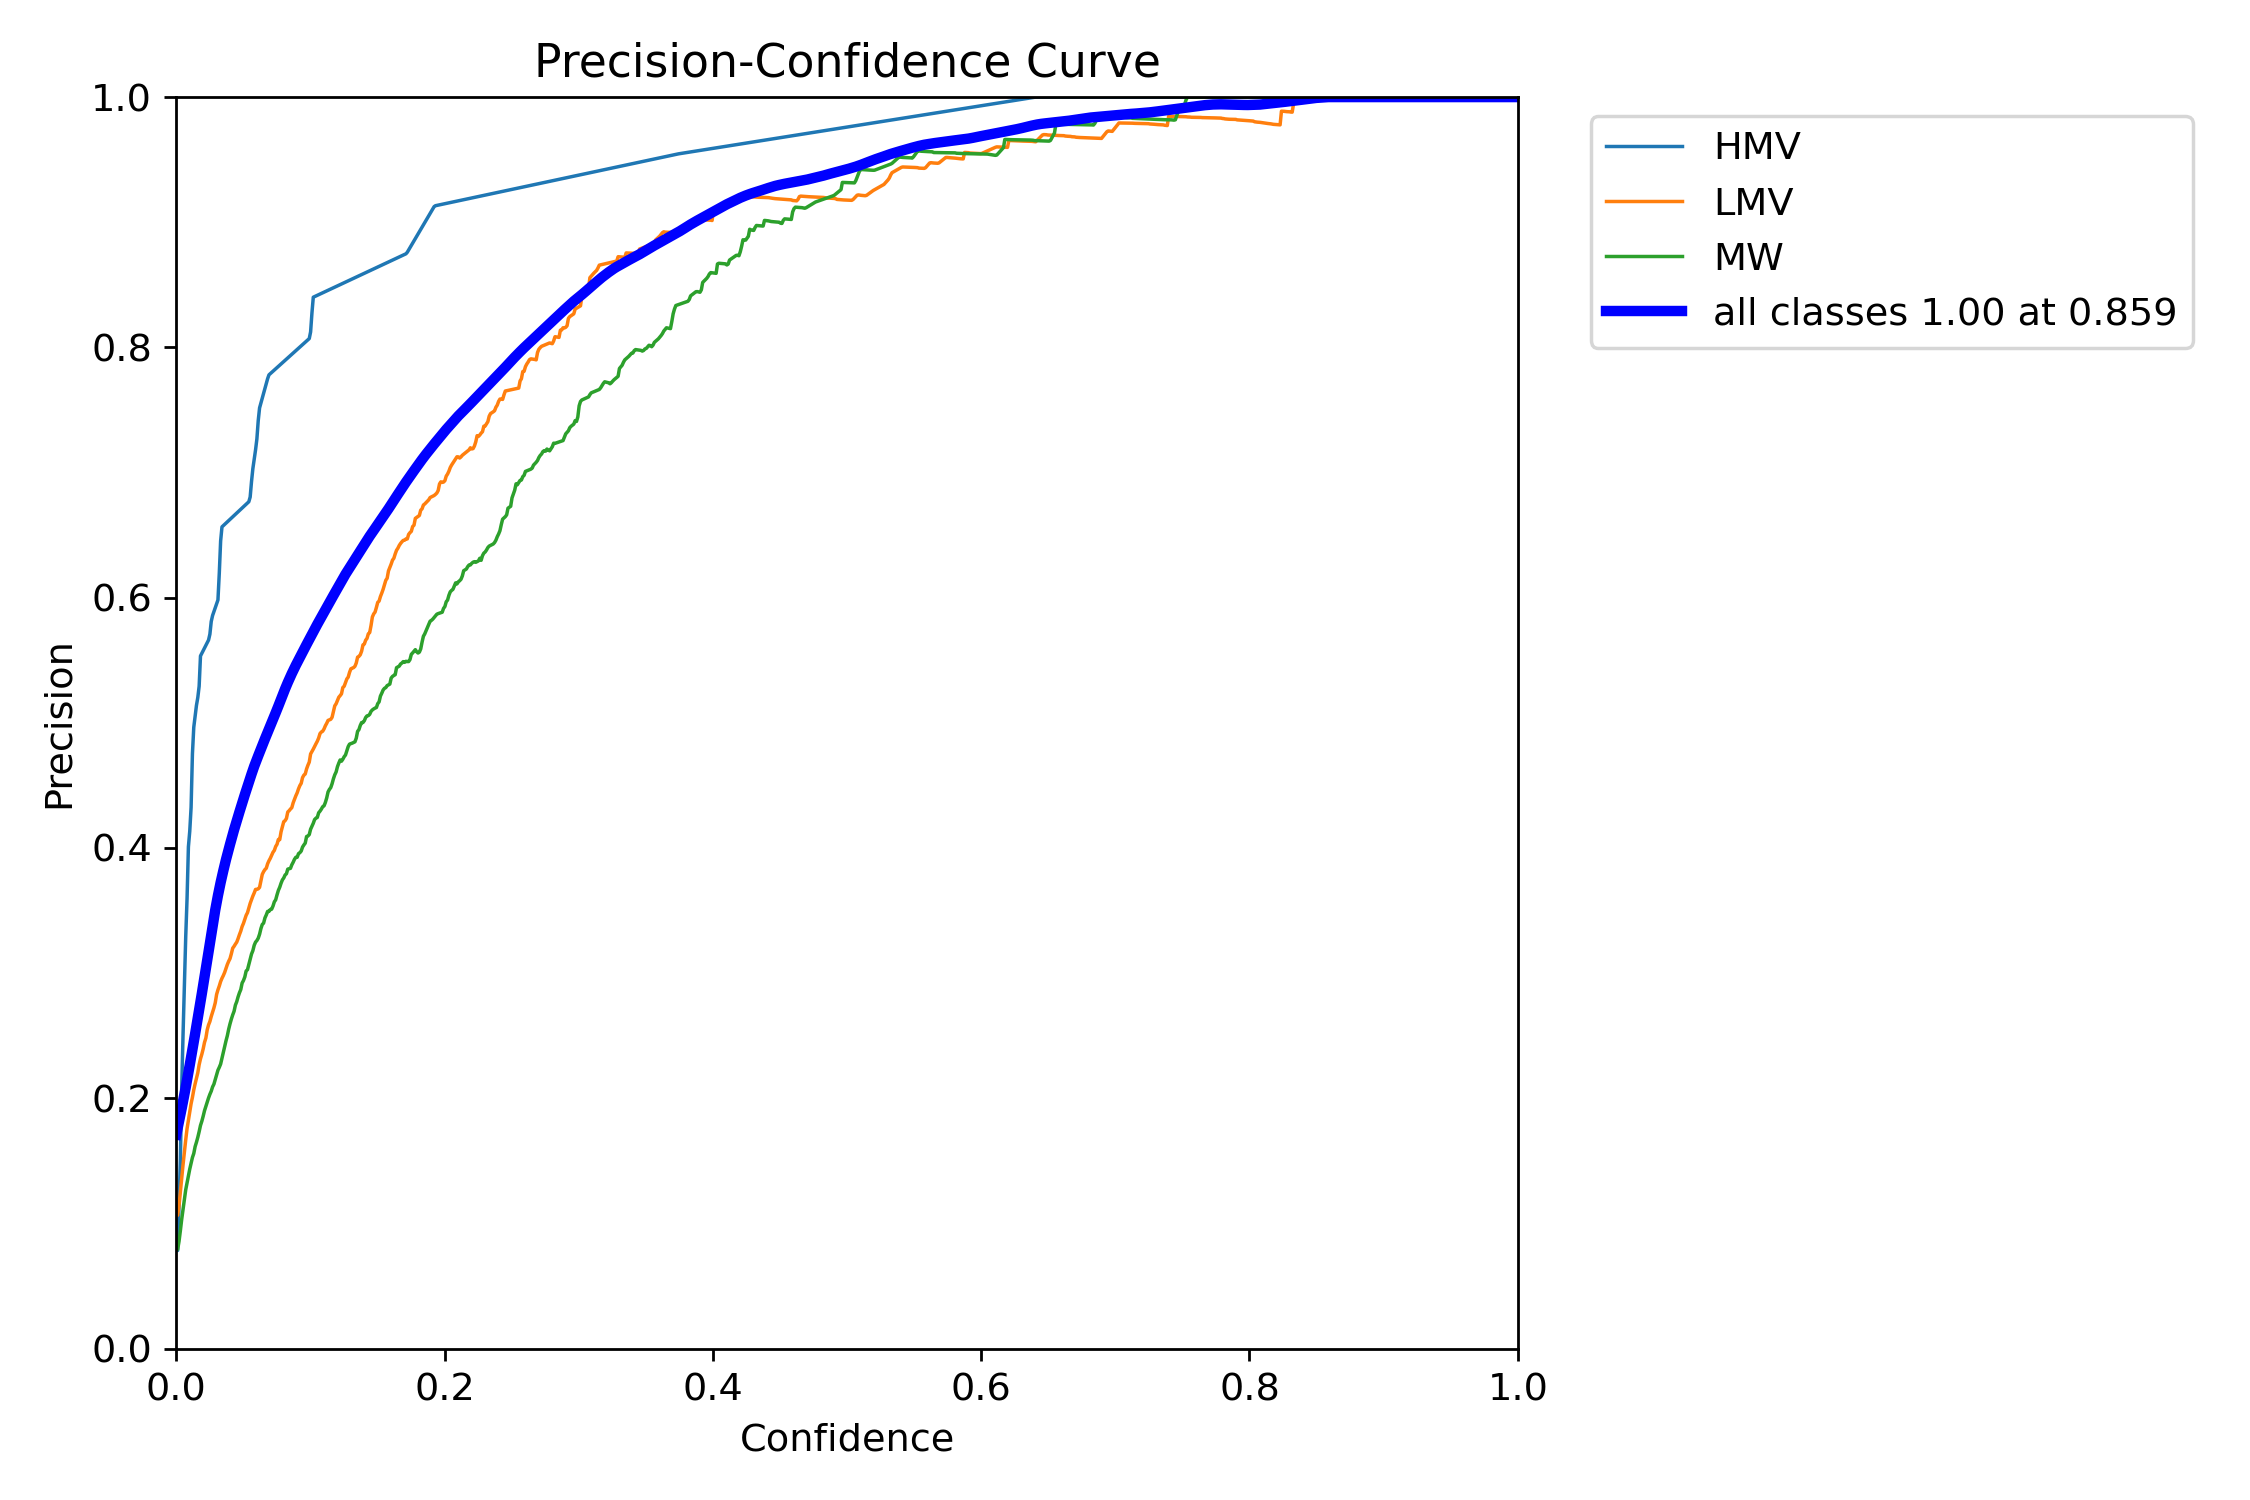 Precision-Confidence Curve
1.0
0.8
0.6
0.4
0.2
0.0
Precision
0.0 0.2 0.4 0.6 0.8 1.0
Confidence
HMV
LMV
MW
all classes 1.00 at 0.859